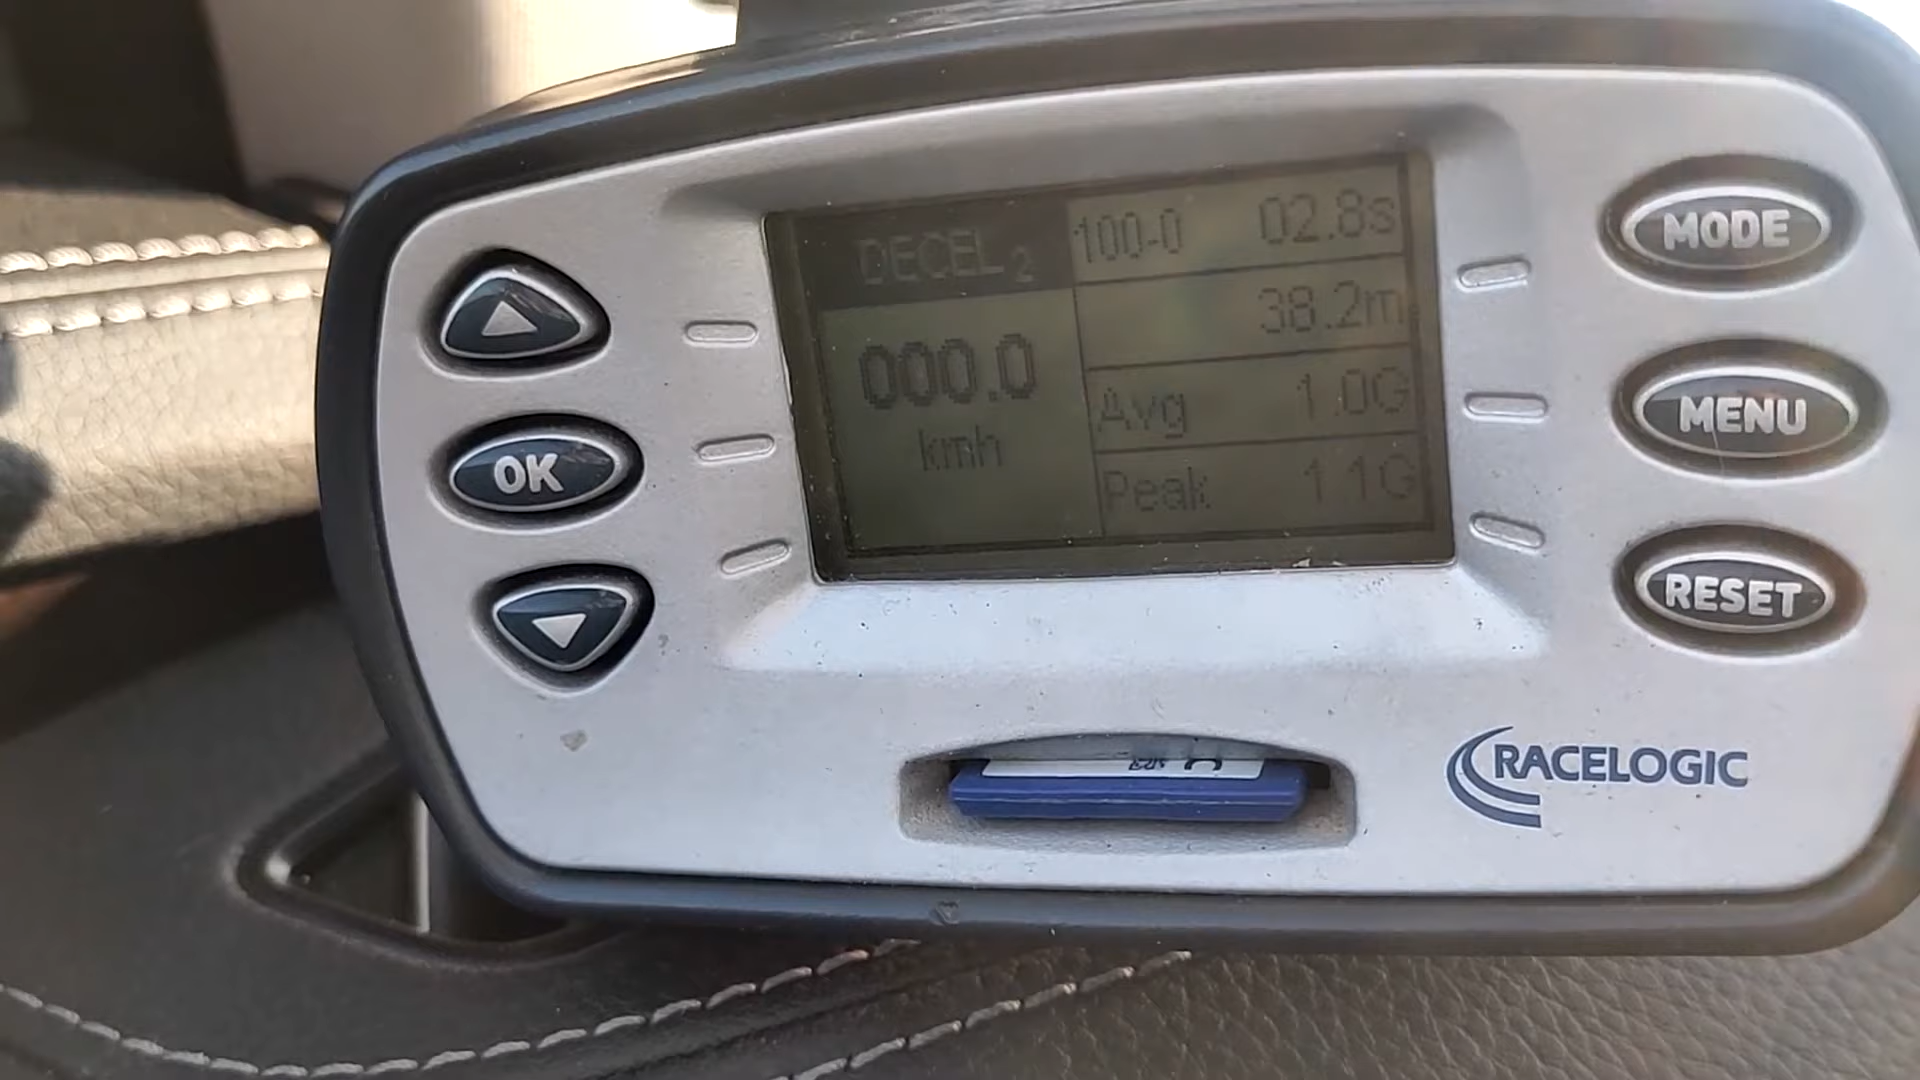 DECEL 2
100-0 02.8s
38.2m
000.0
kmh
Avg 1.0G
Peak 1.1G
OK
MODE
MENU
RESET
RACELOGIC